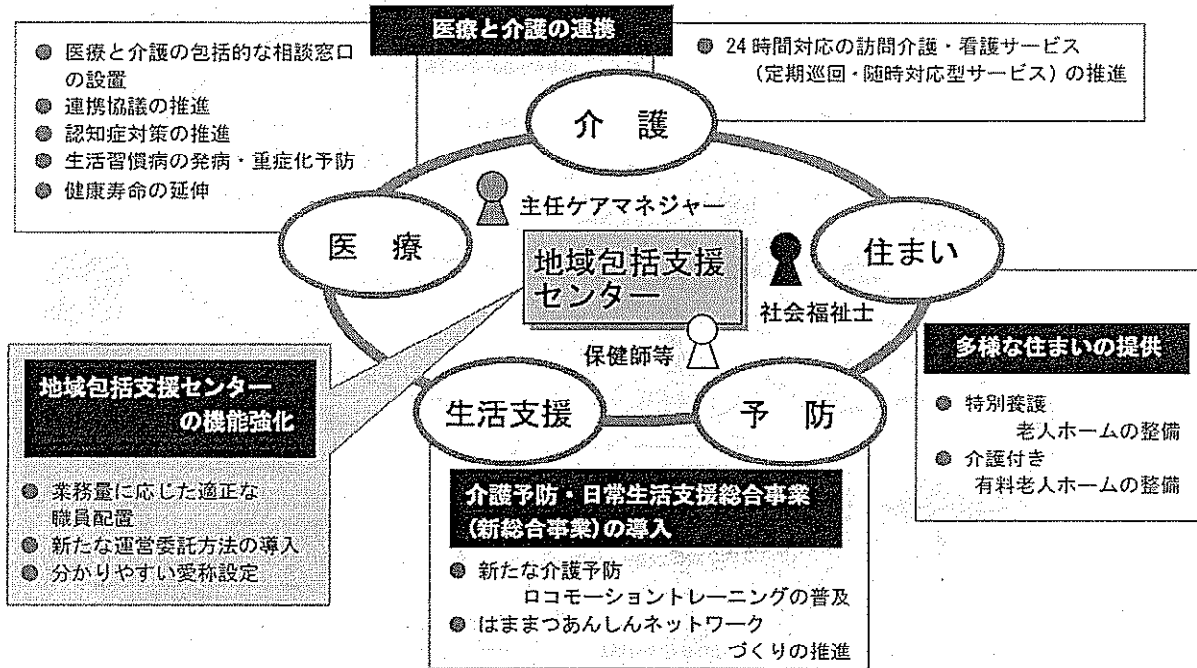 医療と介護の連携
● 医療と介護の包括的な相談窓口
の設置
● 連携協議の推進
● 認知症対策の推進
● 生活習慣病の発病・重症化予防
● 健康寿命の延伸
● 24時間対応の訪問介護・看護サービス
（定期巡回・随時対応型サービス）の推進
介 護
主任ケアマネジャー
医 療
地域包括支援
センター
住まい
社会福祉士
保健師等
地域包括支援センター
の機能強化
● 業務量に応じた適正な
職員配置
● 新たな運営委託方法の導入
● 分かりやすい愛称設定
生活支援
予 防
多様な住まいの提供
● 特別養護
老人ホームの整備
● 介護付き
有料老人ホームの整備
介護予防・日常生活支援総合事業
(新総合事業)の導入
● 新たな介護予防
ロコモーショントレーニングの普及
● はままつあんしんネットワーク
づくりの推進